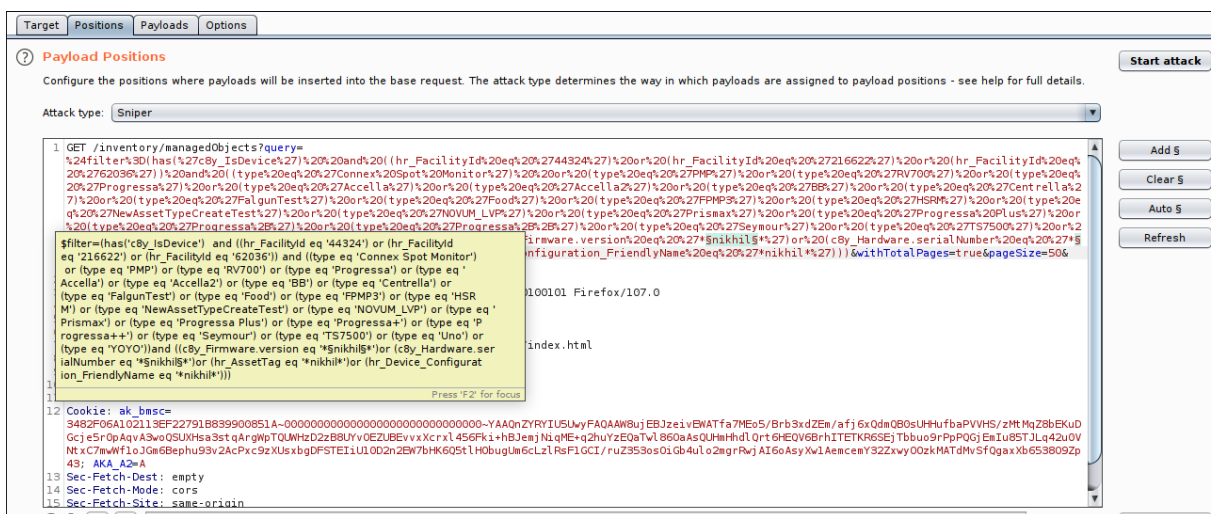 Target Positions Payloads Options
Payload Positions
Start attack
Configure the positions where payloads will be inserted into the base request. The attack type determines the way in which payloads are assigned to payload positions - see help for full details.
Attack type: Sniper
1 GET /inventory/managedObjects?query=
%24filter%3D(has(%27c8y_IsDevice%27)%20%20and%20((hr_FacilityId%20eq%20%2744324%27)%20or%20(hr_FacilityId%20eq%20%27216622%27)%20or%20(hr_FacilityId%20eq%
20%2762036%27))%20and%20((type%20eq%20%27Connex%20Spot%20Monitor%27)%20or%20(type%20eq%20%27PMP%27)%20or%20(type%20eq%20%27RV700%27)%20or%20(type%20eq%
20%27Progressa%27)%20or%20(type%20eq%20%27Accella%27)%20or%20(type%20eq%20%27Accella2%27)%20or%20(type%20eq%20%27BB%27)%20or%20(type%20eq%20%27Centrella%2
7)%20or%20(type%20eq%20%27FalgunTest%27)%20or%20(type%20eq%20%27Food%27)%20or%20(type%20eq%20%27FPMP3%27)%20or%20(type%20eq%20%27HSRM%27)%20or%20(type%20e
q%20%27NewAssetTypeCreateTest%27)%20or%20(type%20eq%20%27NOVUM_LVP%27)%20or%20(type%20eq%20%27Prismax%27)%20or%20(type%20eq%20%27Progressa%20Plus%27)%20or
%20(type%20eq%20%27Progressa%2B%27)%20or%20(type%20eq%20%27Progressa%2B%2B%27)%20or%20(type%20eq%20%27Seymour%27)%20or%20(type%20eq%20%27TS7500%27)%20or%2
irmware.version%20eq%20%27*§nikhil§*%27)or%20(c8y_Hardware.serialNumber%20eq%20%27*§
nfiguration_FriendlyName%20eq%20%27*nikhil*%27)))&withTotalPages=true&pageSize=50&
$filter=(has('c8y_IsDevice') and ((hr_FacilityId eq '44324') or (hr_FacilityId
eq '216622') or (hr_FacilityId eq '62036')) and ((type eq 'Connex Spot Monitor')
or (type eq 'PMP') or (type eq 'RV700') or (type eq 'Progressa') or (type eq '
Accella') or (type eq 'Accella2') or (type eq 'BB') or (type eq 'Centrella') or
(type eq 'FalgunTest') or (type eq 'Food') or (type eq 'FPMP3') or (type eq 'HSR
M') or (type eq 'NewAssetTypeCreateTest') or (type eq 'NOVUM_LVP') or (type eq '
Prismax') or (type eq 'Progressa Plus') or (type eq 'Progressa+') or (type eq 'P
rogressa++') or (type eq 'Seymour') or (type eq 'TS7500') or (type eq 'Uno') or
(type eq 'YOYO'))and ((c8y_Firmware.version eq '*§nikhil§*')or (c8y_Hardware.ser
ialNumber eq '*§nikhil§*')or (hr_AssetTag eq '*nikhil*')or (hr_Device_Configurat
ion_FriendlyName eq '*nikhil*')))
Press 'F2' for focus
0100101 Firefox/107.0
/index.html
12 Cookie: ak_bmsc=
43; AKA_A2=A
13 Sec-Fetch-Dest: empty
14 Sec-Fetch-Mode: cors
15 Sec-Fetch-Site: same-origin
Add §
Clear §
Auto §
Refresh